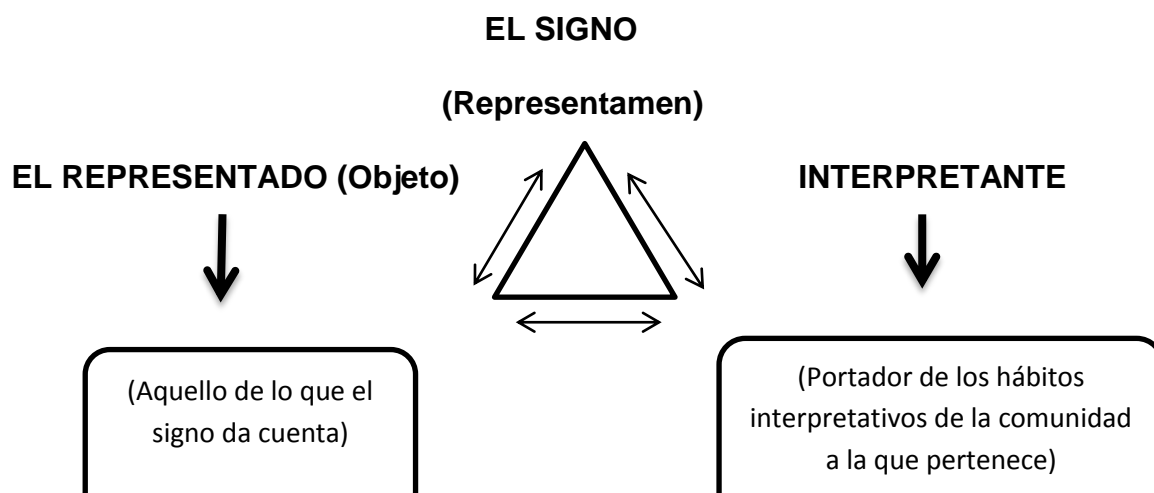 EL SIGNO
(Representamen)
EL REPRESENTADO (Objeto)
INTERPRETANTE
(Aquello de lo que el
signo da cuenta)
(Portador de los hábitos
interpretativos de la comunidad
a la que pertenece)